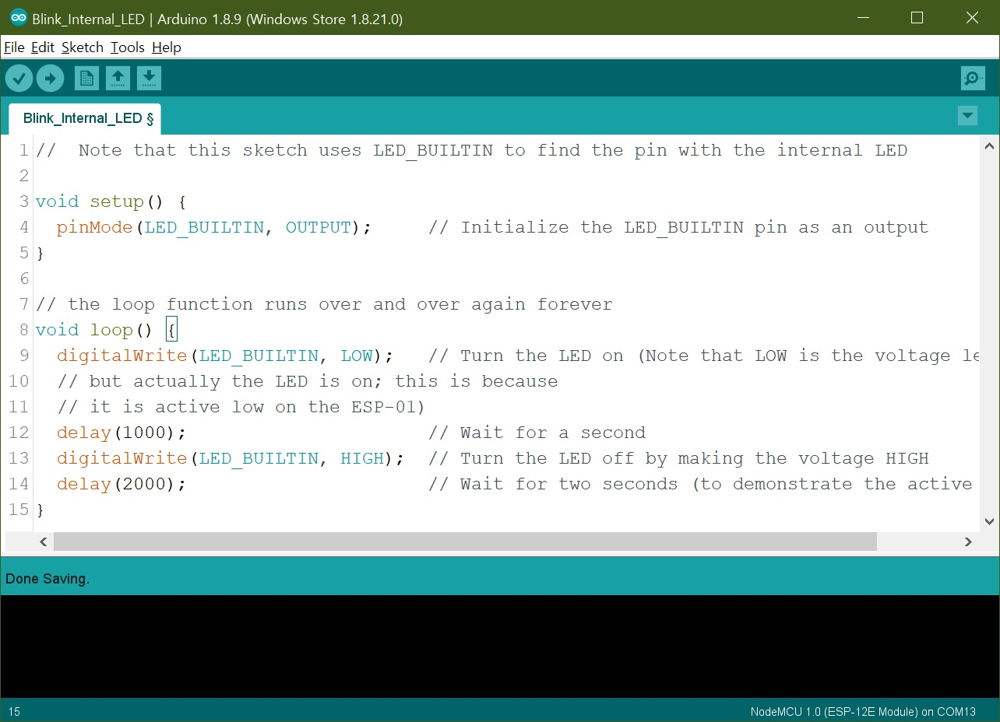 Blink_Internal_LED | Arduino 1.8.9 (Windows Store 1.8.21.0)
File Edit Sketch Tools Help
Blink_Internal_LED §
1 //  Note that this sketch uses LED_BUILTIN to find the pin with the internal LED
2
3 void setup() {
4   pinMode(LED_BUILTIN, OUTPUT);     // Initialize the LED_BUILTIN pin as an output
5 }
6
7 // the loop function runs over and over again forever
8 void loop() {
9   digitalWrite(LED_BUILTIN, LOW);   // Turn the LED on (Note that LOW is the voltage le
10   // but actually the LED is on; this is because
11   // it is active low on the ESP-01)
12   delay(1000);                      // Wait for a second
13   digitalWrite(LED_BUILTIN, HIGH);  // Turn the LED off by making the voltage HIGH
14   delay(2000);                      // Wait for two seconds (to demonstrate the active
15 }
Done Saving.
15 NodeMCU 1.0 (ESP-12E Module) on COM13